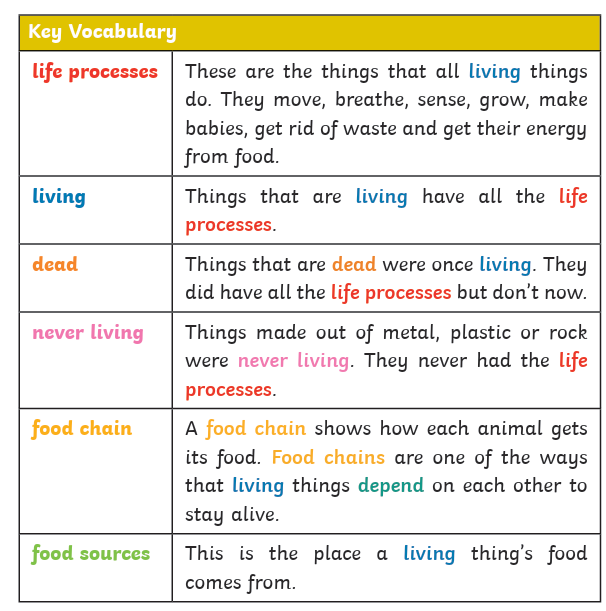 Key Vocabulary
life processes
These are the things that all living things
do. They move, breathe, sense, grow, make
babies, get rid of waste and get their energy
from food.
living
Things that are living have all the life
processes.
dead
Things that are dead were once living. They
did have all the life processes but don't now.
never living
Things made out of metal, plastic or rock
were never living. They never had the life
processes.
food chain
A food chain shows how each animal gets
its food. Food chains are one of the ways
that living things depend on each other to
stay alive.
food sources
This is the place a living thing's food
comes from.